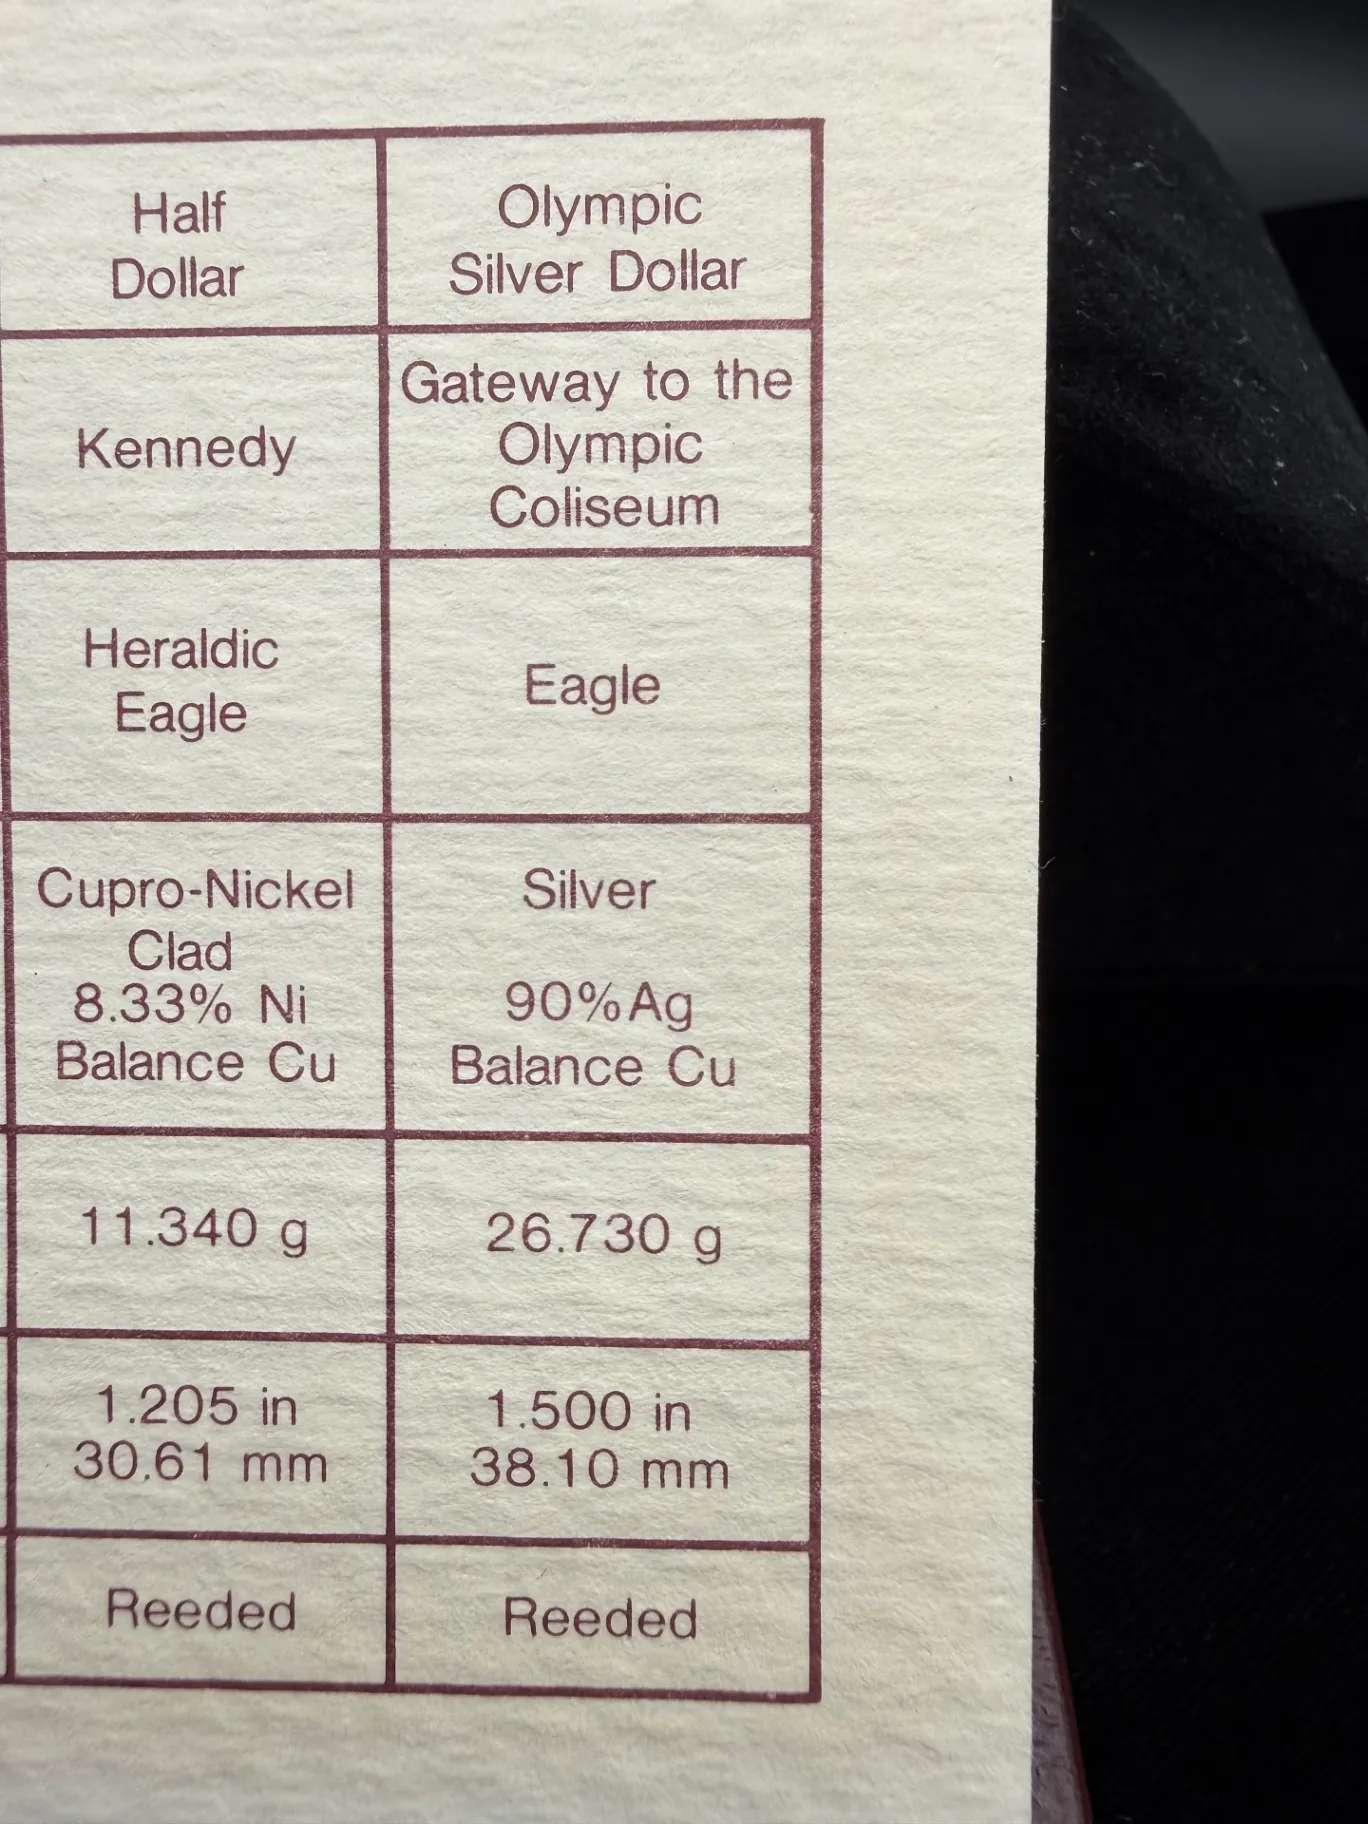 Half
Dollar
Olympic
Silver Dollar
Kennedy
Gateway to the
Olympic
Coliseum
Heraldic
Eagle
Eagle
Cupro-Nickel
Clad
8.33% Ni
Balance Cu
Silver
90%Ag
Balance Cu
11.340 g
26.730 g
1.205 in
30.61 mm
1.500 in
38.10 mm
Reeded
Reeded